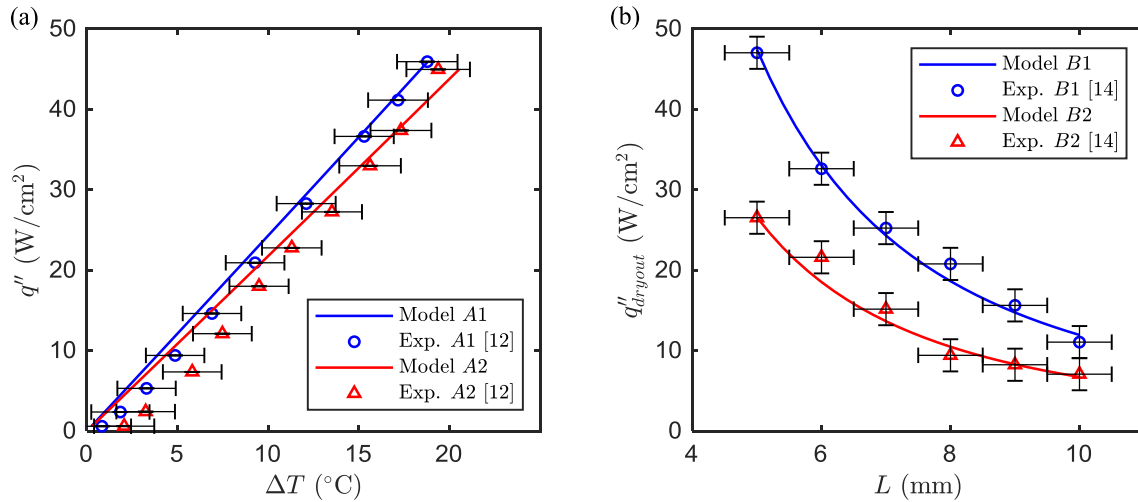 (a)
50
40
30
20
10
0
q′′ (W/cm²)
0 5 10 15 20
ΔT (°C)
Model A1
Exp. A1 [12]
Model A2
Exp. A2 [12]
(b)
50
40
30
20
10
0
q′′dryout (W/cm²)
6 8 10
L (mm)
Model B1
Exp. B1 [14]
Model B2
Exp. B2 [14]